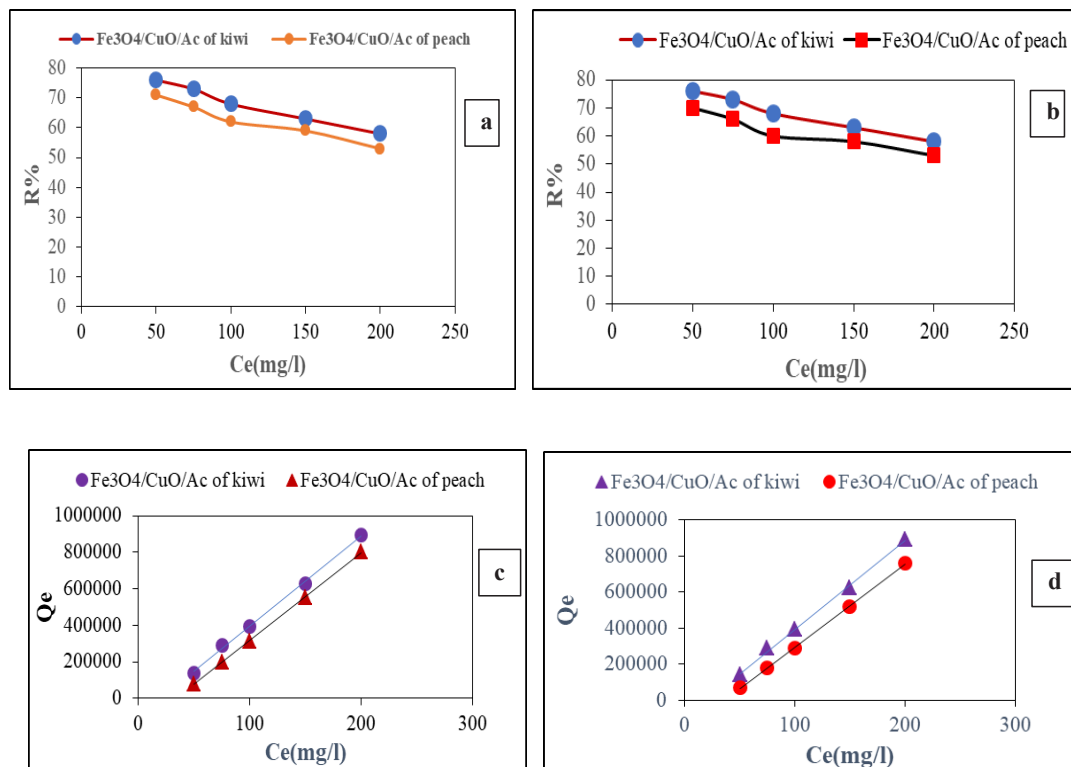 Fe3O4/CuO/Ac of kiwi Fe3O4/CuO/Ac of peach
80
70
60
50
40
30
20
10
0
R%
0 50 100 150 200 250
Ce(mg/l)
a
Fe3O4/CuO/Ac of kiwi Fe3O4/CuO/Ac of peach
80
70
60
50
40
30
20
10
0
R%
0 50 100 150 200 250
Ce(mg/l)
b
Fe3O4/CuO/Ac of kiwi Fe3O4/CuO/Ac of peach
1000000
800000
600000
400000
200000
0
Qe
0 100 200 300
Ce(mg/l)
c
Fe3O4/CuO/Ac of kiwi Fe3O4/CuO/Ac of peach
1000000
800000
600000
400000
200000
0
Qe
0 100 200 300
Ce(mg/l)
d